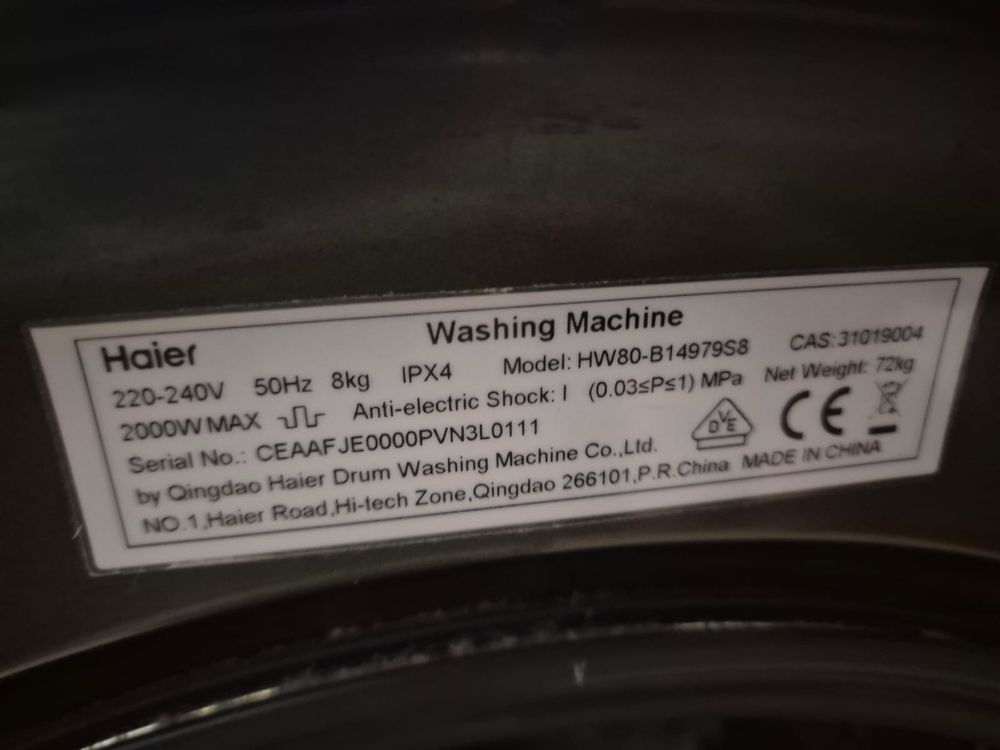 Washing Machine
Haier
220-240V 50Hz 8kg IPX4 Model: HW80-B14979S8 CAS:31019004
2000W MAX Anti-electric Shock: I (0.03≤P≤1) MPa Net Weight: 72kg
Serial No.: CEAAFJE0000PVN3L0111 DVE CE
by Qingdao Haier Drum Washing Machine Co.,Ltd.
NO.1,Haier Road,Hi-tech Zone,Qingdao 266101,P.R.China MADE IN CHINA